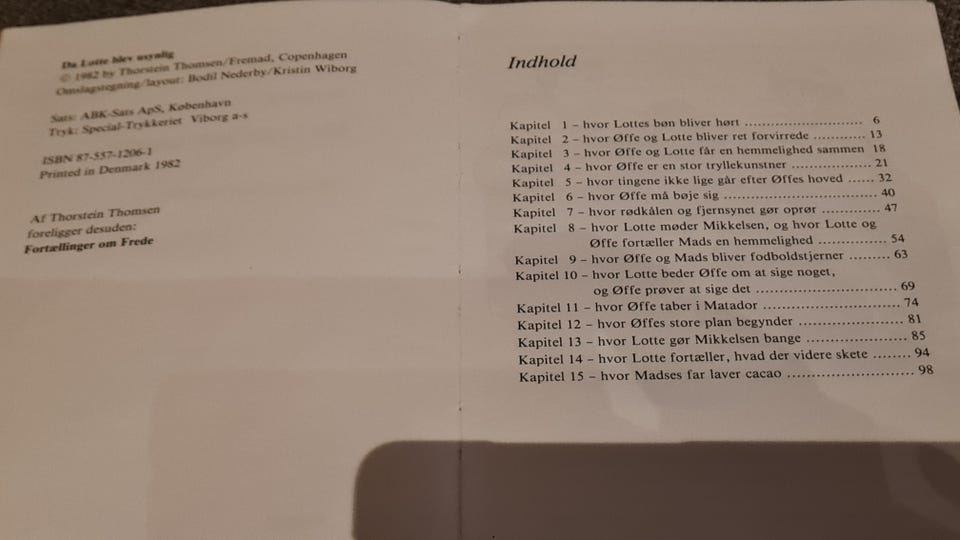 Da Lotte blev usynlig
© 1982 by Thorstein Thomsen/Fremad, Copenhagen
Omslagstegning/layout: Bodil Nederby/Kristin Wiborg
Sats: ABK-Sats ApS, København
Tryk: Special-Trykkeriet Viborg a-s
ISBN 87-557-1206-1
Printed in Denmark 1982
Af Thorstein Thomsen
foreligger desuden:
Fortællinger om Frede
Indhold
Kapitel 1 – hvor Lottes bøn bliver hørt ........................... 6
Kapitel 2 – hvor Øffe og Lotte bliver ret forvirrede ............ 13
Kapitel 3 – hvor Øffe og Lotte får en hemmelighed sammen 18
Kapitel 4 – hvor Øffe er en stor tryllekunstner .................. 21
Kapitel 5 – hvor tingene ikke lige går efter Øffes hoved ...... 32
Kapitel 6 – hvor Øffe må bøje sig .................................. 40
Kapitel 7 – hvor rødkålen og fjernsynet gør oprør .............. 47
Kapitel 8 – hvor Lotte møder Mikkelsen, og hvor Lotte og
Øffe fortæller Mads en hemmelighed ............... 54
Kapitel 9 – hvor Øffe og Mads bliver fodboldstjerner ......... 63
Kapitel 10 – hvor Lotte beder Øffe om at sige noget,
og Øffe prøver at sige det ............................... 69
Kapitel 11 – hvor Øffe taber i Matador ............................. 74
Kapitel 12 – hvor Øffes store plan begynder ...................... 81
Kapitel 13 – hvor Lotte gør Mikkelsen bange ..................... 85
Kapitel 14 – hvor Lotte fortæller, hvad der videre skete ........ 94
Kapitel 15 – hvor Madses far laver cacao .......................... 98